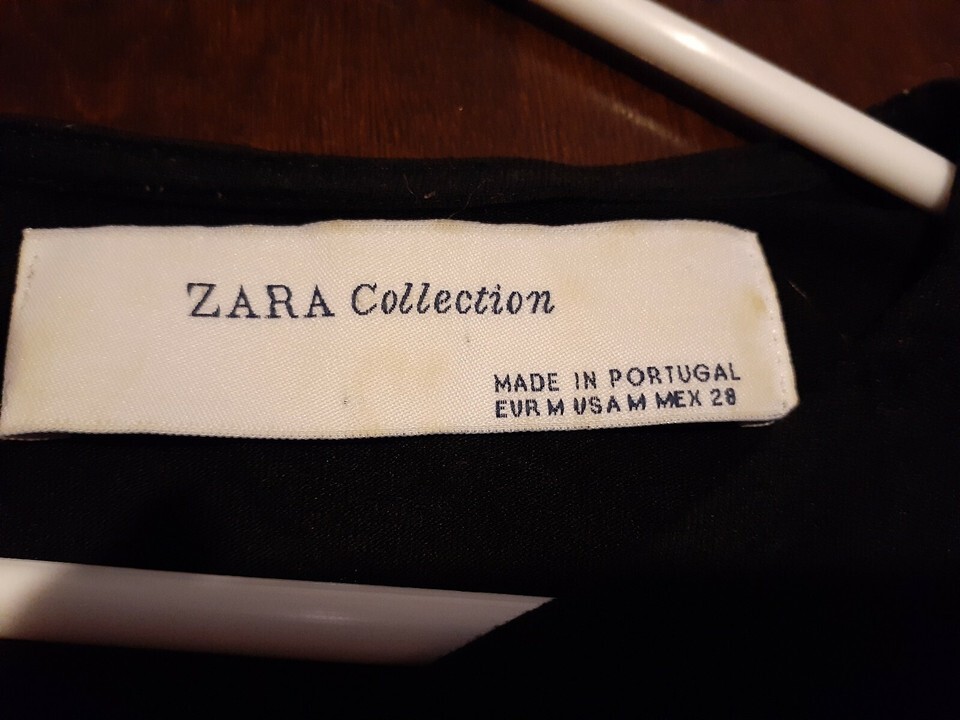 ZARA Collection
MADE IN PORTUGAL
EUR M USA M MEX 28